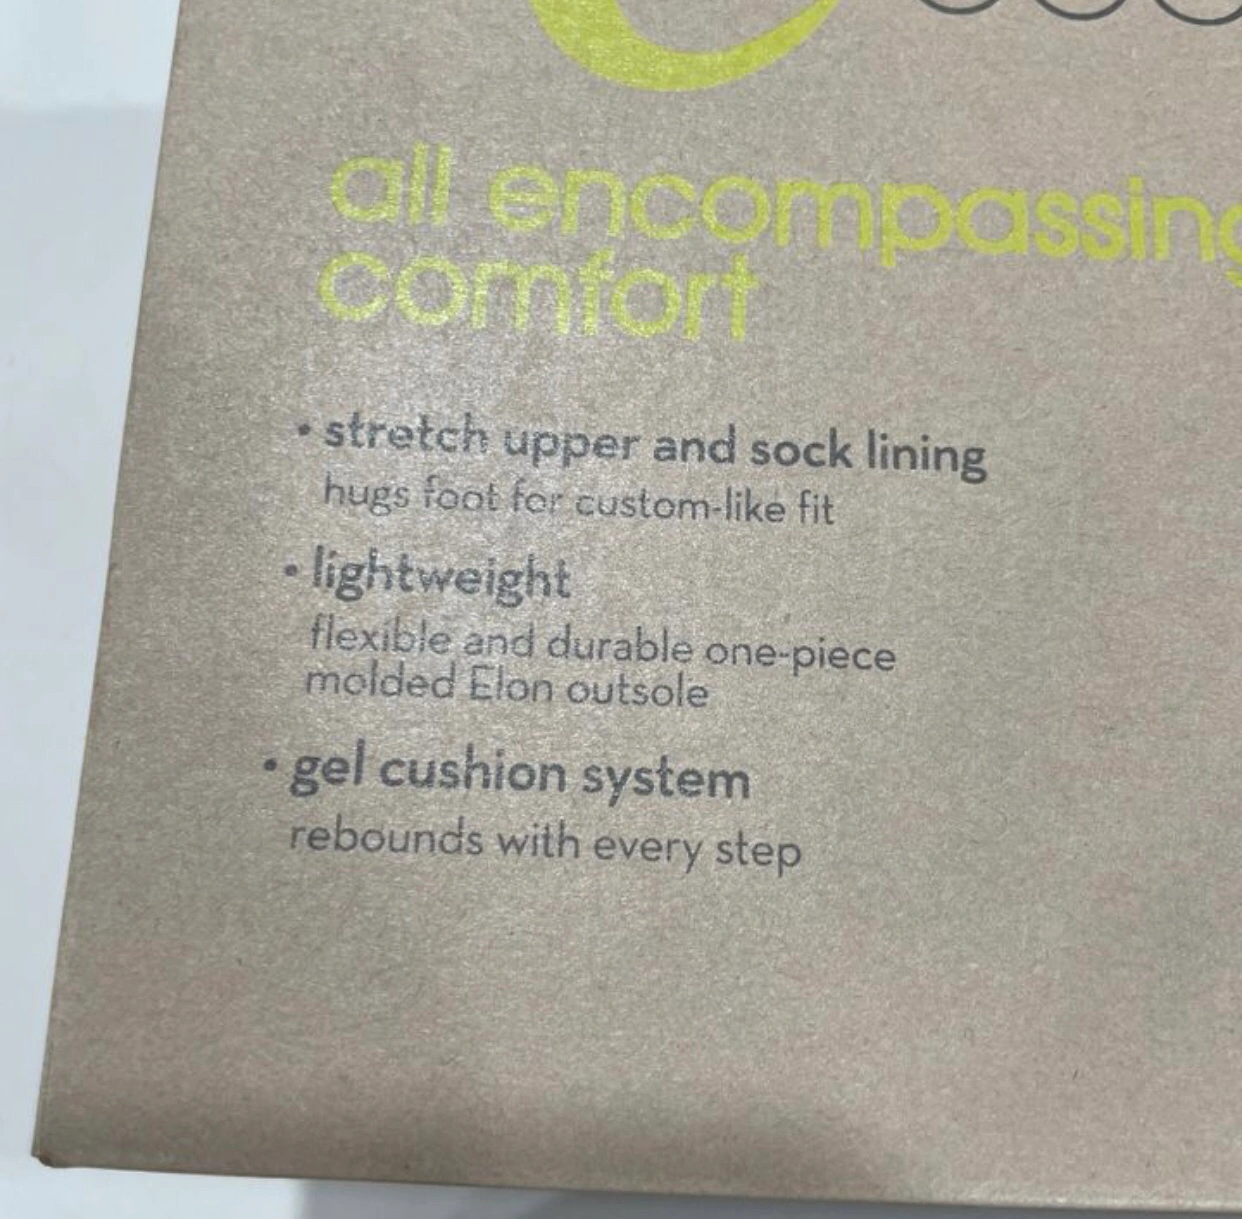 all encompassing
comfort
• stretch upper and sock lining
hugs foot for custom-like fit
• lightweight
flexible and durable one-piece
molded Elon outsole
• gel cushion system
rebounds with every step